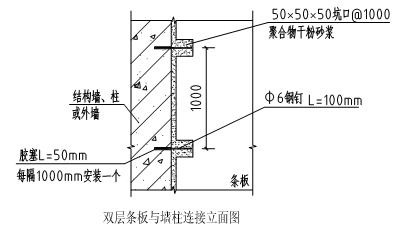 50×50×50坑口@1000
聚合物干粉砂浆
结构墙、柱
或外墙
1000
Φ6钢钉 L=100mm
胶塞L=50mm
每隔1000mm安装一个
条板
双层条板与墙柱连接立面图